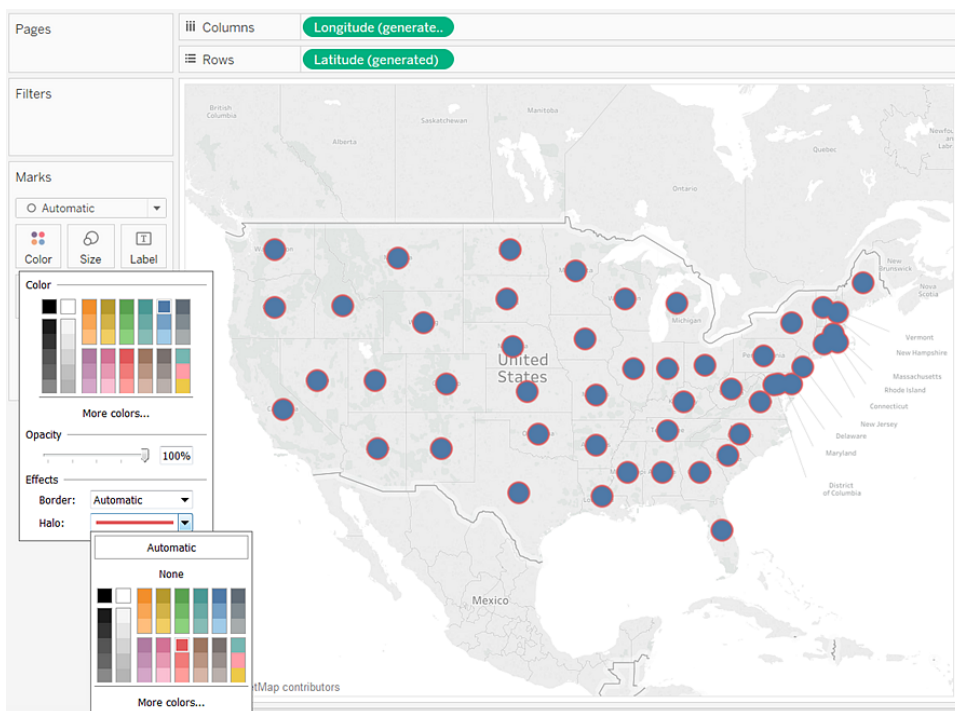 Pages
Columns
Longitude (generate..
Rows
Latitude (generated)
Filters
Marks
Automatic
Color
Size
Label
Color
More colors...
Opacity
100%
Effects
Border:
Automatic
Halo:
Automatic
None
More colors...
British
Columbia
Alberta
Saskatchewan
Manitoba
Ontario
Quebec
New
Brunswick
Nova
Scotia
Michigan
United
States
Vermont
New Hampshire
Massachusetts
Rhode Island
Connecticut
New Jersey
Delaware
Maryland
District
of Columbia
Mexico
etMap contributors